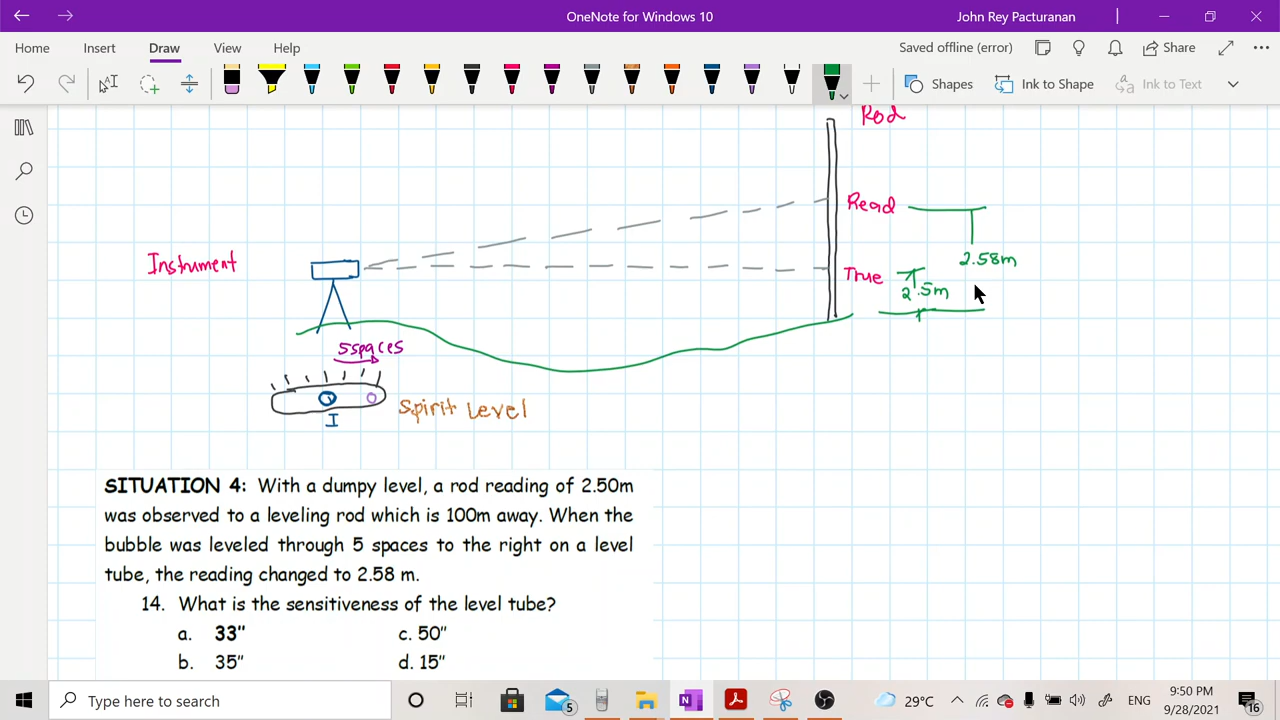 OneNote for Windows 10
John Rey Pacturanan
Home Insert Draw View Help
Saved offline (error)
Share
Shapes
Ink to Shape
Ink to Text
Rod
Read
2.58m
Instrument
True
2.5m
5spaces
Spirit Level
I
SITUATION 4: With a dumpy level, a rod reading of 2.50m
was observed to a leveling rod which is 100m away. When the
bubble was leveled through 5 spaces to the right on a level
tube, the reading changed to 2.58 m.
14. What is the sensitiveness of the level tube?
a. 33" c. 50"
b. 35" d. 15"
Type here to search
5
29°C
ENG
9:50 PM
9/28/2021
16